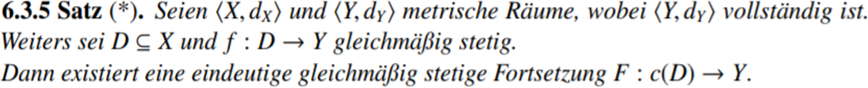 6.3.5 Satz (*). Seien ⟨X, d_X⟩ und ⟨Y, d_Y⟩ metrische Räume, wobei ⟨Y, d_Y⟩ vollständig ist.
Weiters sei D ⊆ X und f : D → Y gleichmäßig stetig.
Dann existiert eine eindeutige gleichmäßig stetige Fortsetzung F : c(D) → Y.